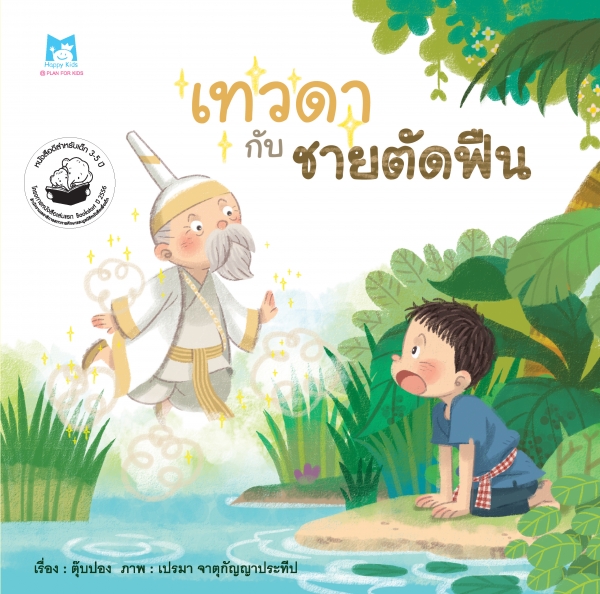 Happy Kids
@ PLAN FOR KIDS
เทวดา
กับ
ชายตัดฟืน
หนังสือดีสำหรับเด็ก 3-5 ปี
เรื่อง : ตุ๊บปอง ภาพ : เปรมา จาตุกัญญาประทีป